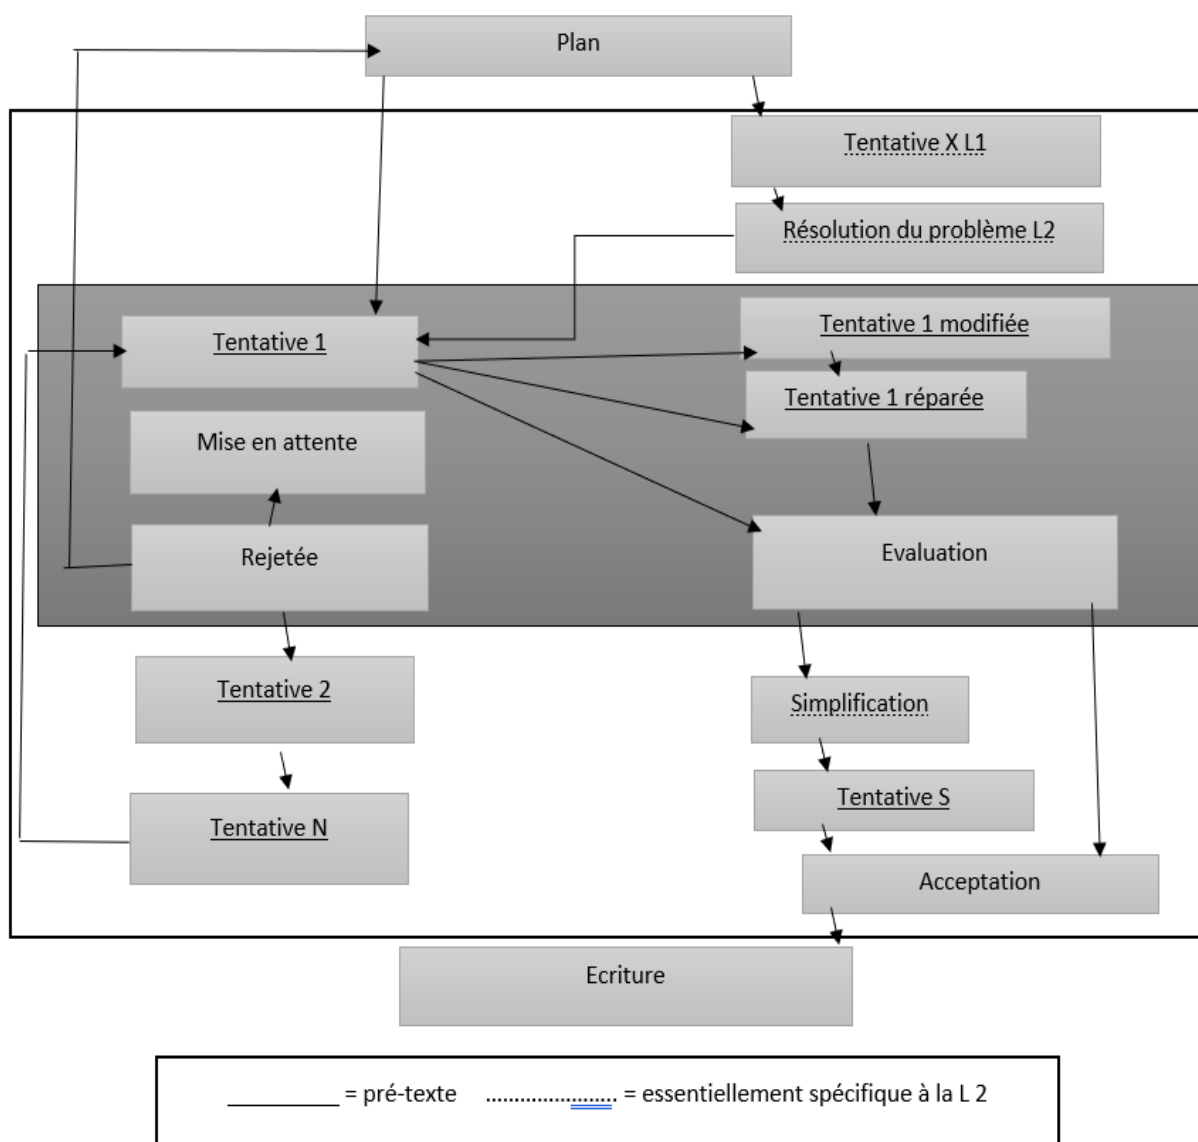 Plan
Tentative X L1
Résolution du problème L2
Tentative 1
Tentative 1 modifiée
Tentative 1 réparée
Mise en attente
Rejetée
Evaluation
Tentative 2
Simplification
Tentative N
Tentative S
Acceptation
Ecriture
_________ = pré-texte ........................ = essentiellement spécifique à la L 2